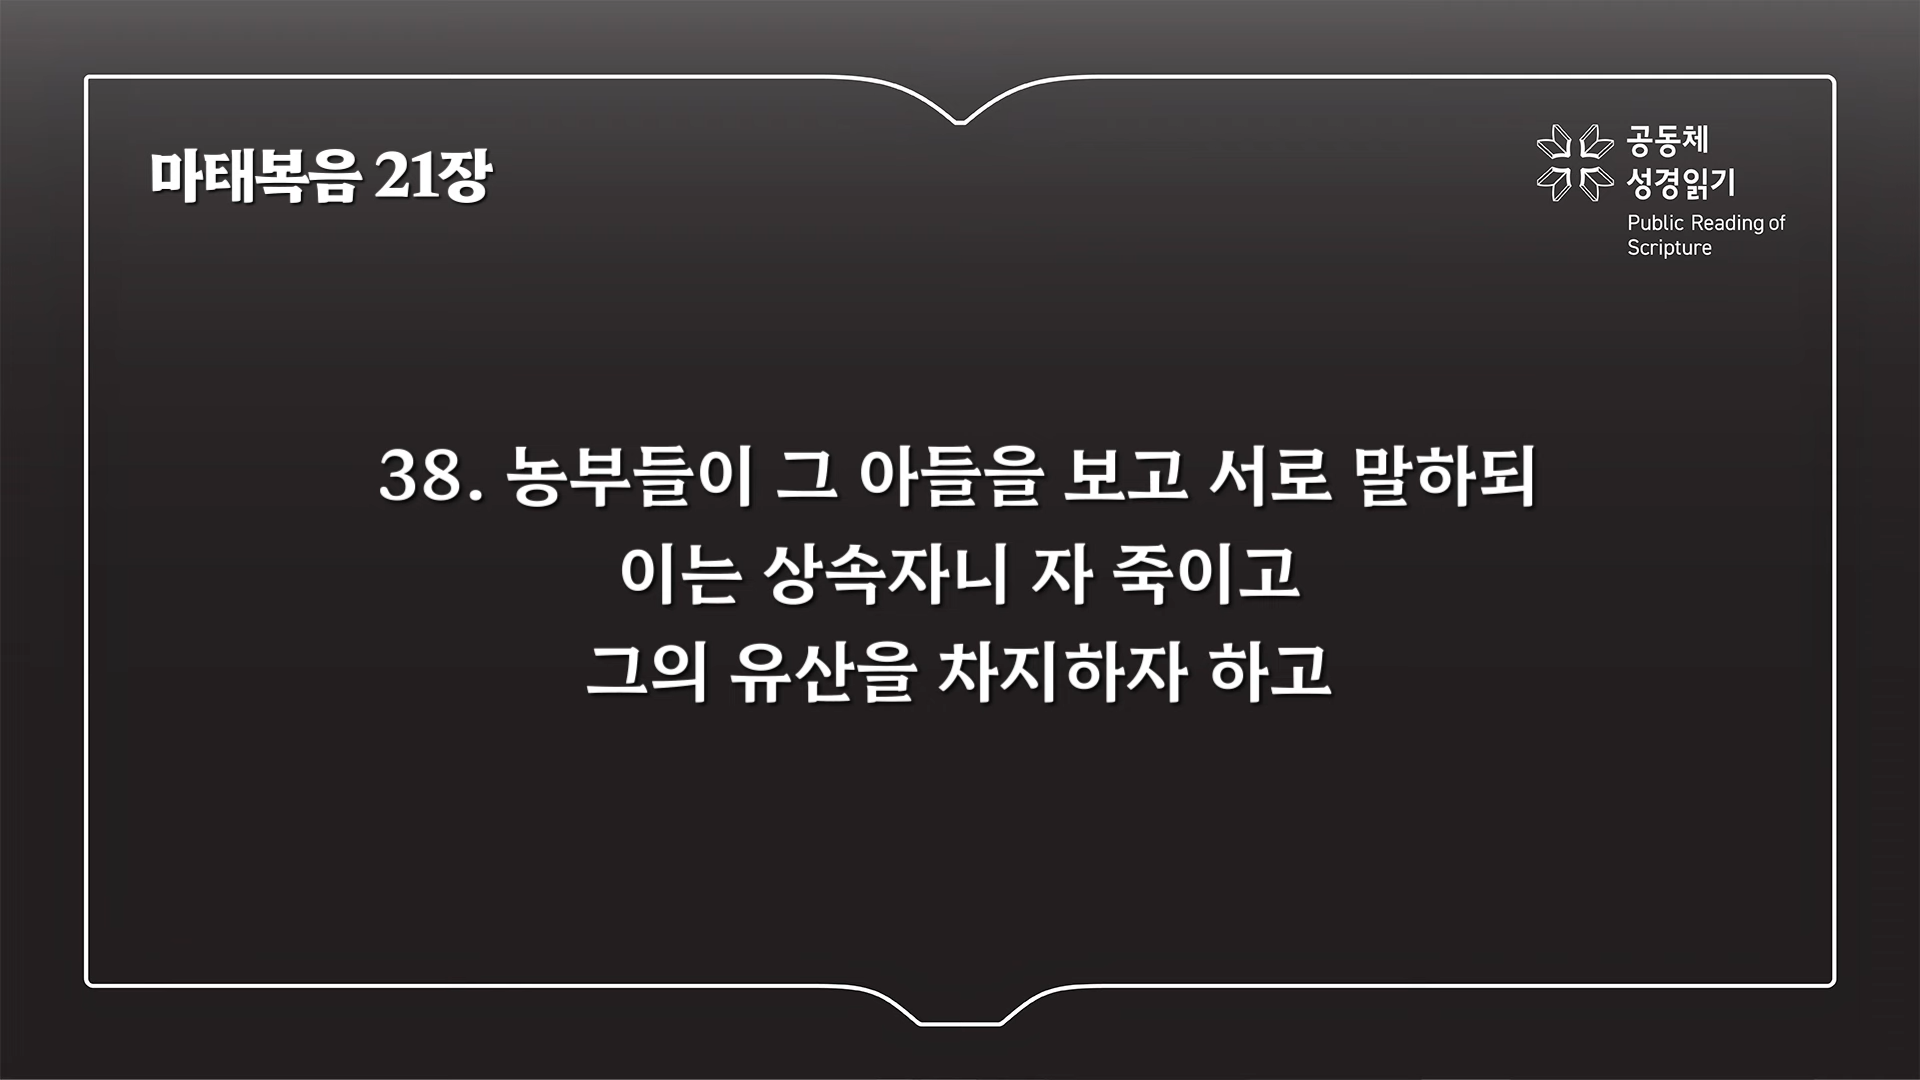 마태복음 21장
공동체
성경읽기
Public Reading of
Scripture
38. 농부들이 그 아들을 보고 서로 말하되
이는 상속자니 자 죽이고
그의 유산을 차지하자 하고